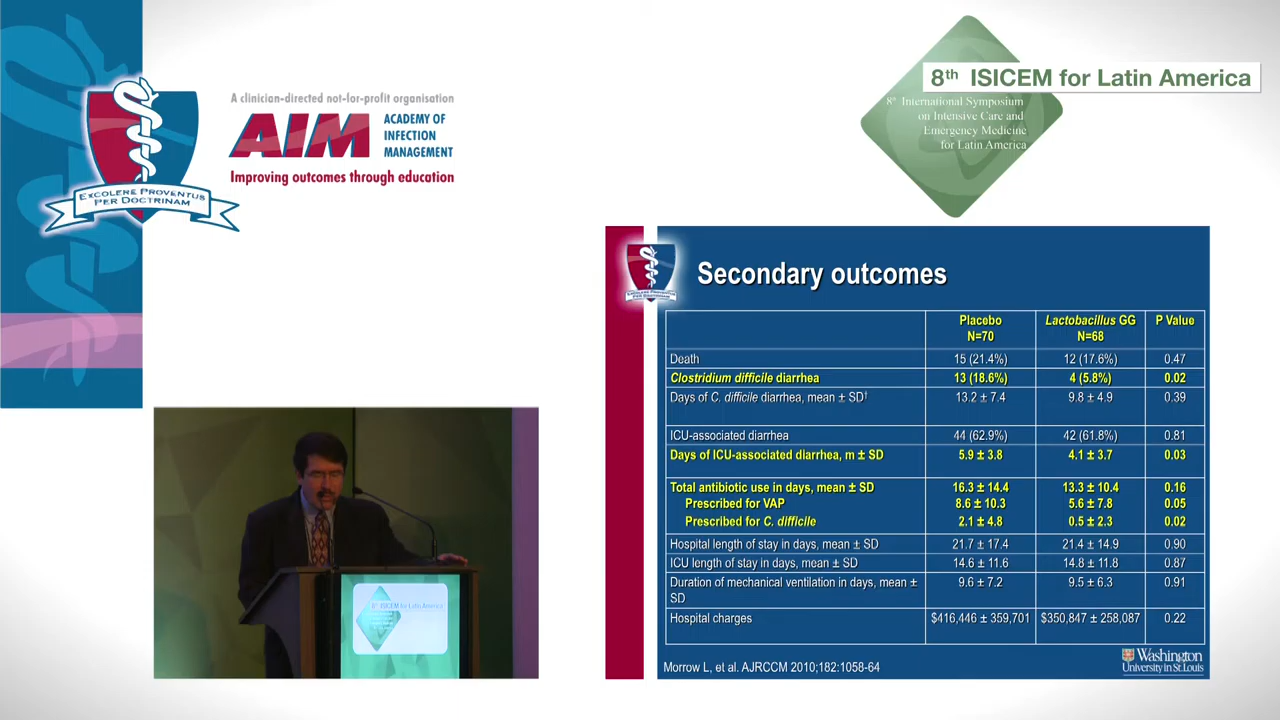 A clinician-directed not-for-profit organisation
AIM
ACADEMY OF
INFECTION
MANAGEMENT
Improving outcomes through education
EXCOLERE PROVENTUS
PER DOCTRINAM
8th ISICEM for Latin America
8th International Symposium
on Intensive Care and
Emergency Medicine
for Latin America
Secondary outcomes
Placebo
N=70
Lactobacillus GG
N=68
P Value
Death 15 (21.4%) 12 (17.6%) 0.47
Clostridium difficile diarrhea 13 (18.6%) 4 (5.8%) 0.02
Days of C. difficile diarrhea, mean ± SD† 13.2 ± 7.4 9.8 ± 4.9 0.39
ICU-associated diarrhea 44 (62.9%) 42 (61.8%) 0.81
Days of ICU-associated diarrhea, m ± SD 5.9 ± 3.8 4.1 ± 3.7 0.03
Total antibiotic use in days, mean ± SD 16.3 ± 14.4 13.3 ± 10.4 0.16
Prescribed for VAP 8.6 ± 10.3 5.6 ± 7.8 0.05
Prescribed for C. difficile 2.1 ± 4.8 0.5 ± 2.3 0.02
Hospital length of stay in days, mean ± SD 21.7 ± 17.4 21.4 ± 14.9 0.90
ICU length of stay in days, mean ± SD 14.6 ± 11.6 14.8 ± 11.8 0.87
Duration of mechanical ventilation in days, mean ± 9.6 ± 7.2 9.5 ± 6.3 0.91
SD
Hospital charges $416,446 ± 359,701 $350,847 ± 258,087 0.22
Morrow L, et al. AJRCCM 2010;182:1058-64
Washington
University in St. Louis
8th ISICEM for Latin America